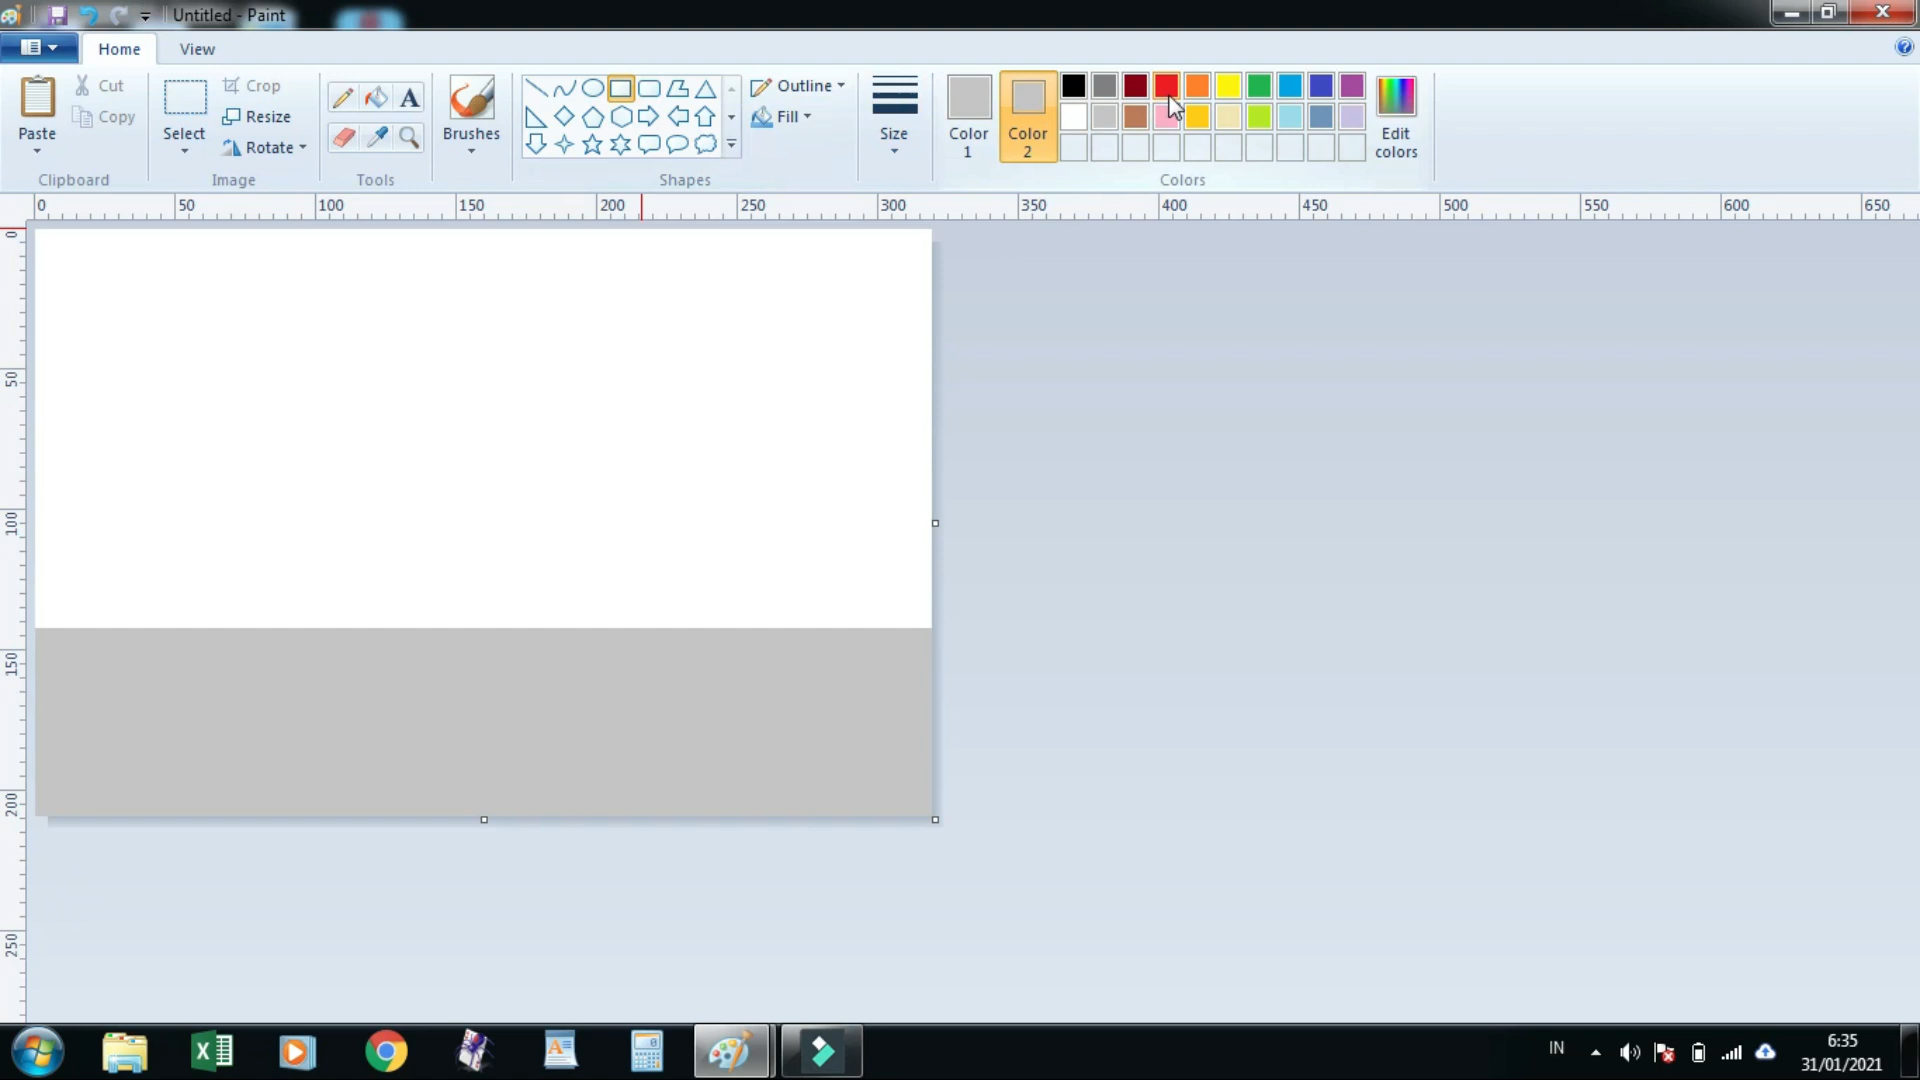 Untitled - Paint
Home
View
Paste
Cut
Copy
Clipboard
Select
Crop
Resize
Rotate
Image
A
Tools
Brushes
Outline
Fill
Shapes
Size
Color
1
Color
2
Edit
colors
Colors
0 50 100 150 200 250 300 350 400 450 500 550 600 650
0
50
100
150
200
250
IN
6:35
31/01/2021